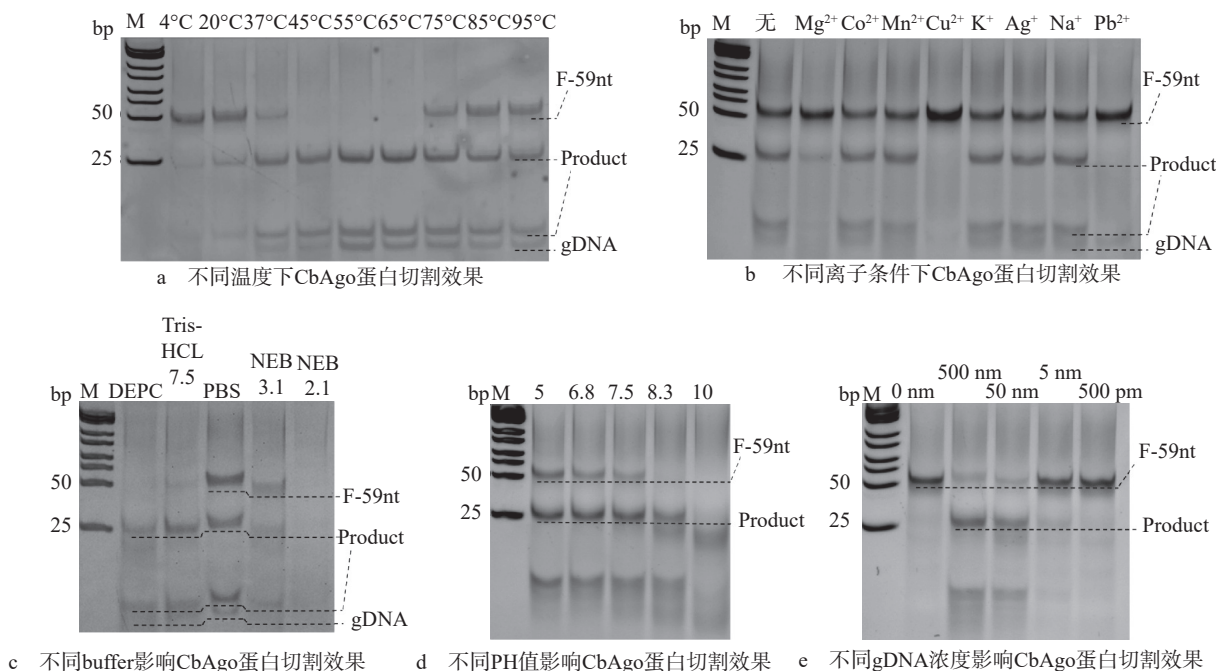 bp M 4°C 20°C37°C45°C55°C65°C75°C85°C95°C
F-59nt
50
25
Product
gDNA
a 不同温度下CbAgo蛋白切割效果
bp M 无 Mg²⁺ Co²⁺ Mn²⁺ Cu²⁺ K⁺ Ag⁺ Na⁺ Pb²⁺
F-59nt
50
25
Product
gDNA
b 不同离子条件下CbAgo蛋白切割效果
Tris-
HCL NEB NEB
bp M DEPC 7.5 PBS 3.1 2.1
50
F-59nt
25
Product
gDNA
c 不同buffer影响CbAgo蛋白切割效果
bp M 5 6.8 7.5 8.3 10
F-59nt
50
25
Product
d 不同PH值影响CbAgo蛋白切割效果
500 nm 5 nm
bp M 0 nm 50 nm 500 pm
F-59nt
50
25
Product
e 不同gDNA浓度影响CbAgo蛋白切割效果